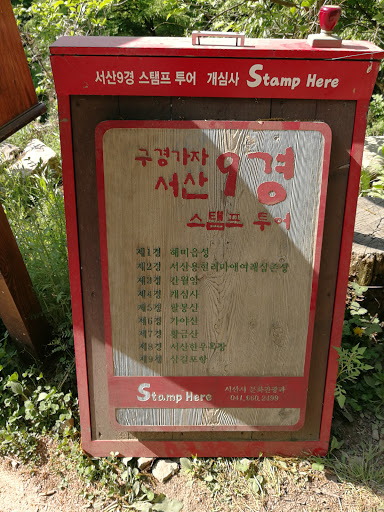 서산9경 스탬프 투어 개심사 Stamp Here
구경가자
서산 9경
스탬프 투어
제1경 해미읍성
제2경 서산용현리마애여래삼존상
제3경 간월암
제4경 개심사
제5경 팔봉산
제6경 가야산
제7경 황금산
제8경 서산한우목장
제9경 삼길포항
Stamp Here
서산시 문화관광과
041.660.2499